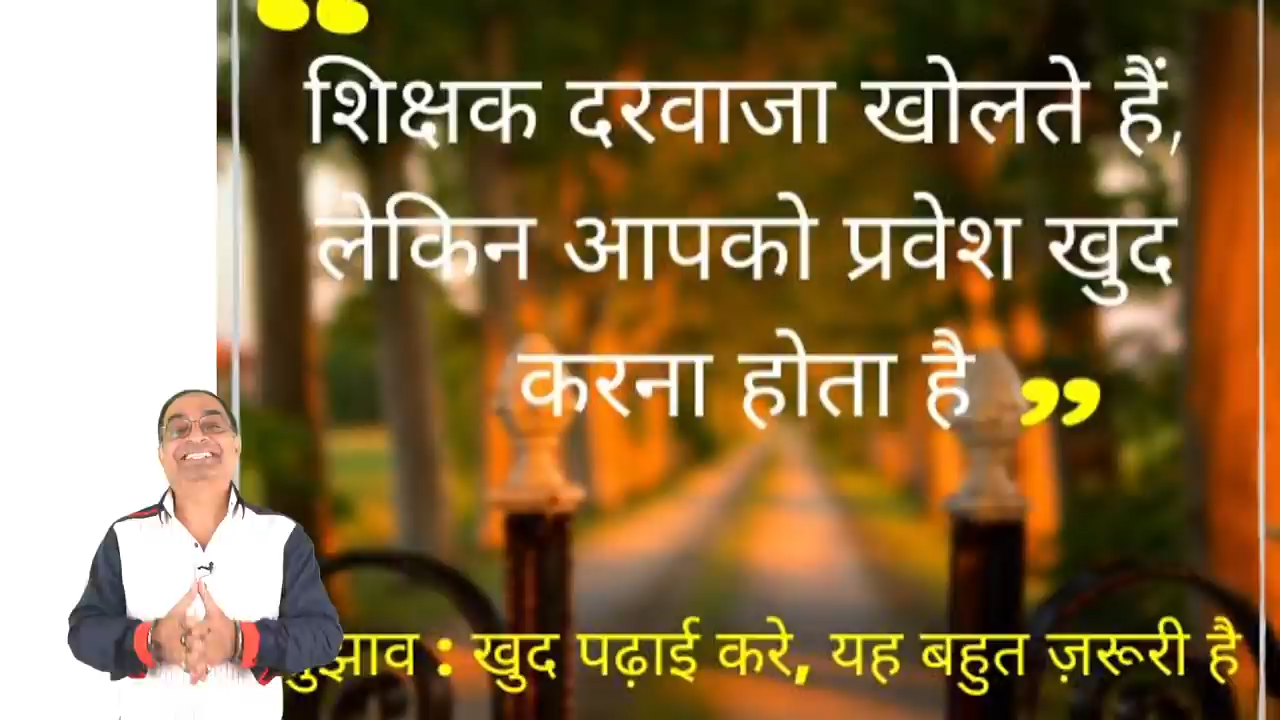 “
शिक्षक दरवाजा खोलते हैं,
लेकिन आपको प्रवेश खुद
करना होता है ”
: खुद पढ़ाई करे, यह बहुत ज़रूरी है